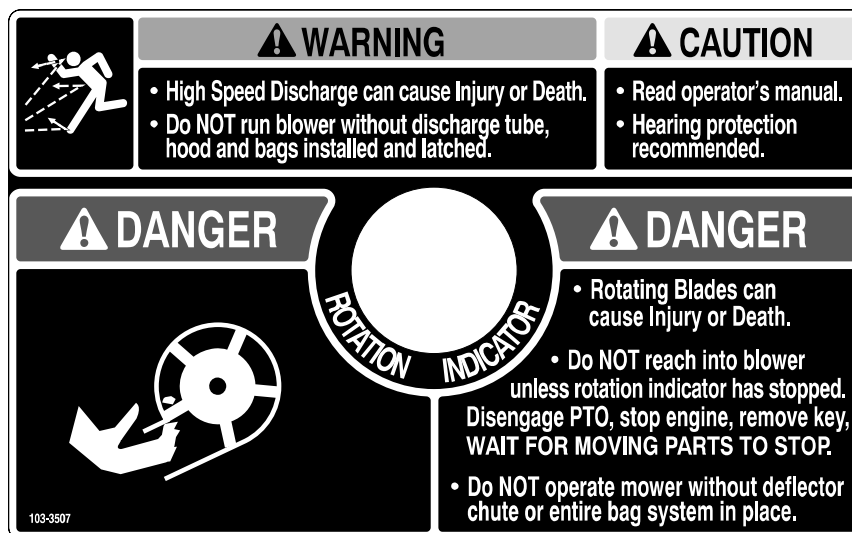 WARNING
• High Speed Discharge can cause Injury or Death.
• Do NOT run blower without discharge tube,
hood and bags installed and latched.
CAUTION
• Read operator's manual.
• Hearing protection
recommended.
DANGER
103-3507
ROTATION INDICATOR
DANGER
• Rotating Blades can
cause Injury or Death.
• Do NOT reach into blower
unless rotation indicator has stopped.
Disengage PTO, stop engine, remove key,
WAIT FOR MOVING PARTS TO STOP.
• Do NOT operate mower without deflector
chute or entire bag system in place.